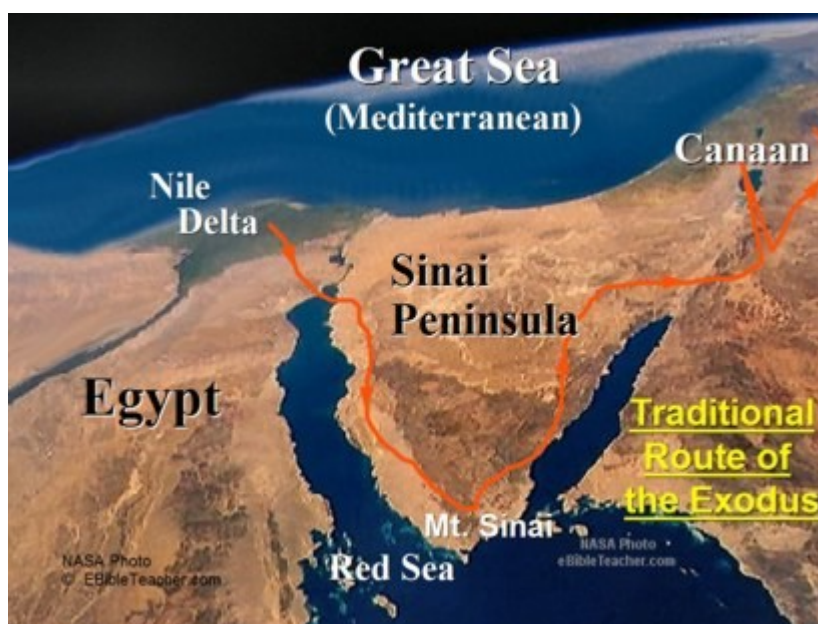 Great Sea
(Mediterranean)
Canaan
Nile
Delta
Sinai
Peninsula
Egypt
Traditional
Route of
the Exodus
Mt. Sinai
Red Sea
NASA Photo
© EBibleTeacher.com
NASA Photo
eBibleTeacher.com